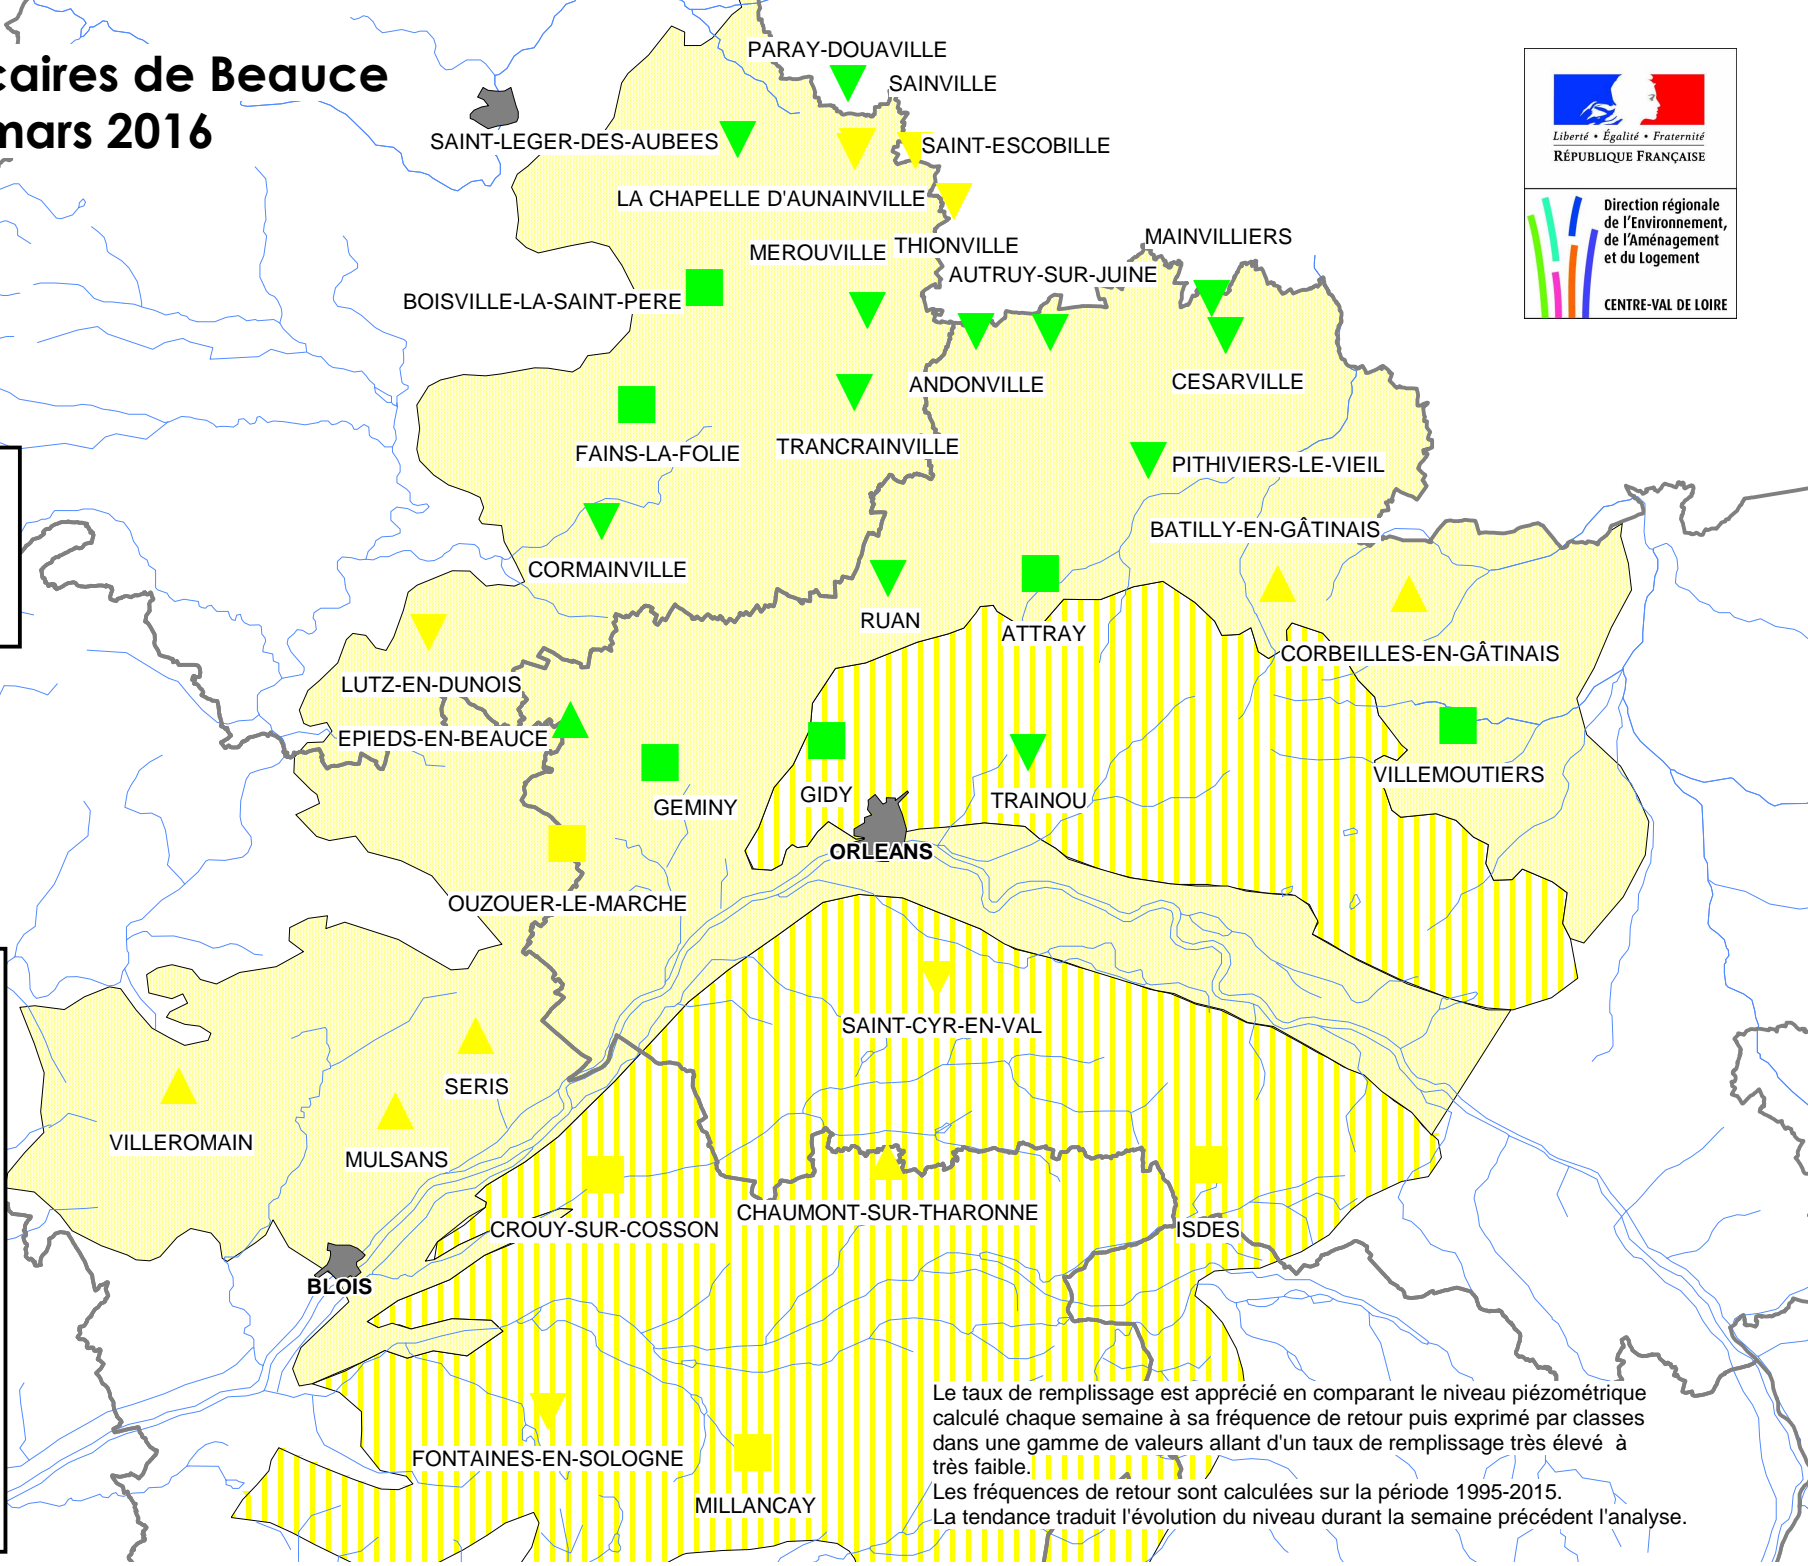 caires de Beauce
mars 2016
PARAY-DOUAVILLE
SAINVILLE
SAINT-LEGER-DES-AUBEES
SAINT-ESCOBILLE
LA CHAPELLE D'AUNAINVILLE
MEROUVILLE
THIONVILLE
MAINVILLIERS
AUTRUY-SUR-JUINE
BOISVILLE-LA-SAINT-PERE
ANDONVILLE
CESARVILLE
FAINS-LA-FOLIE
TRANCRAINVILLE
PITHIVIERS-LE-VIEIL
BATILLY-EN-GÂTINAIS
CORMAINVILLE
RUAN
ATTRAY
CORBEILLES-EN-GÂTINAIS
LUTZ-EN-DUNOIS
EPIEDS-EN-BEAUCE
GEMINY
GIDY
TRAINOU
VILLEMOUTIERS
ORLEANS
OUZOUER-LE-MARCHE
SAINT-CYR-EN-VAL
SERIS
VILLEROMAIN
MULSANS
CROUY-SUR-COSSON
CHAUMONT-SUR-THARONNE
ISDES
BLOIS
FONTAINES-EN-SOLOGNE
MILLANCAY
Liberté • Égalité • Fraternité
RÉPUBLIQUE FRANÇAISE
Direction régionale
de l'Environnement,
de l'Aménagement
et du Logement
CENTRE-VAL DE LOIRE
Le taux de remplissage est apprécié en comparant le niveau piézométrique
calculé chaque semaine à sa fréquence de retour puis exprimé par classes
dans une gamme de valeurs allant d'un taux de remplissage très élevé à
très faible.
Les fréquences de retour sont calculées sur la période 1995-2015.
La tendance traduit l'évolution du niveau durant la semaine précédent l'analyse.